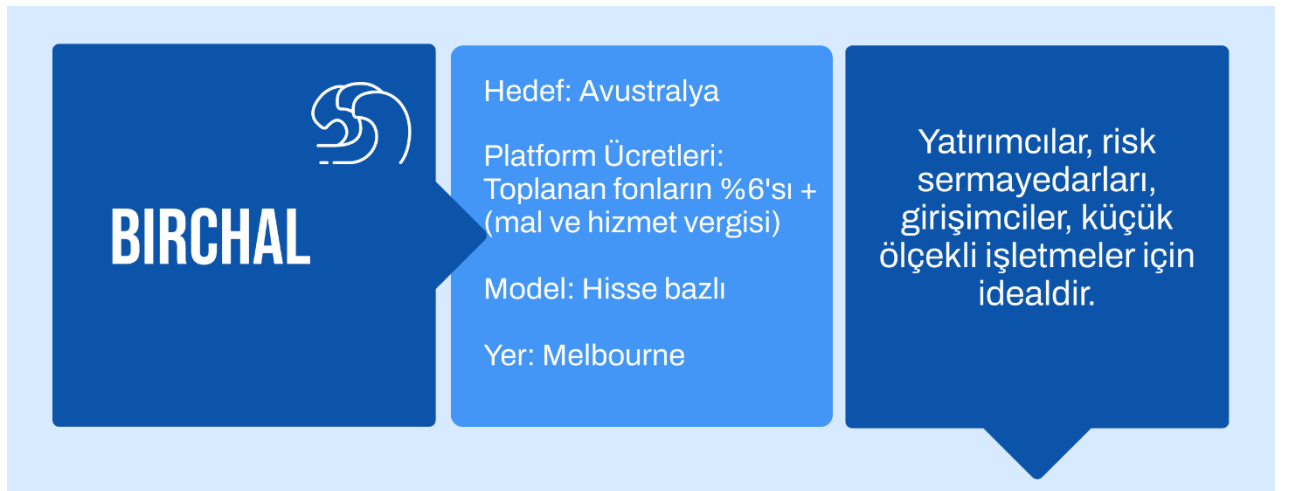 BIRCHAL
Hedef: Avustralya
Platform Ücretleri:
Toplanan fonların %6'sı +
(mal ve hizmet vergisi)
Model: Hisse bazlı
Yer: Melbourne
Yatırımcılar, risk
sermayedarları,
girişimciler, küçük
ölçekli işletmeler için
idealdir.